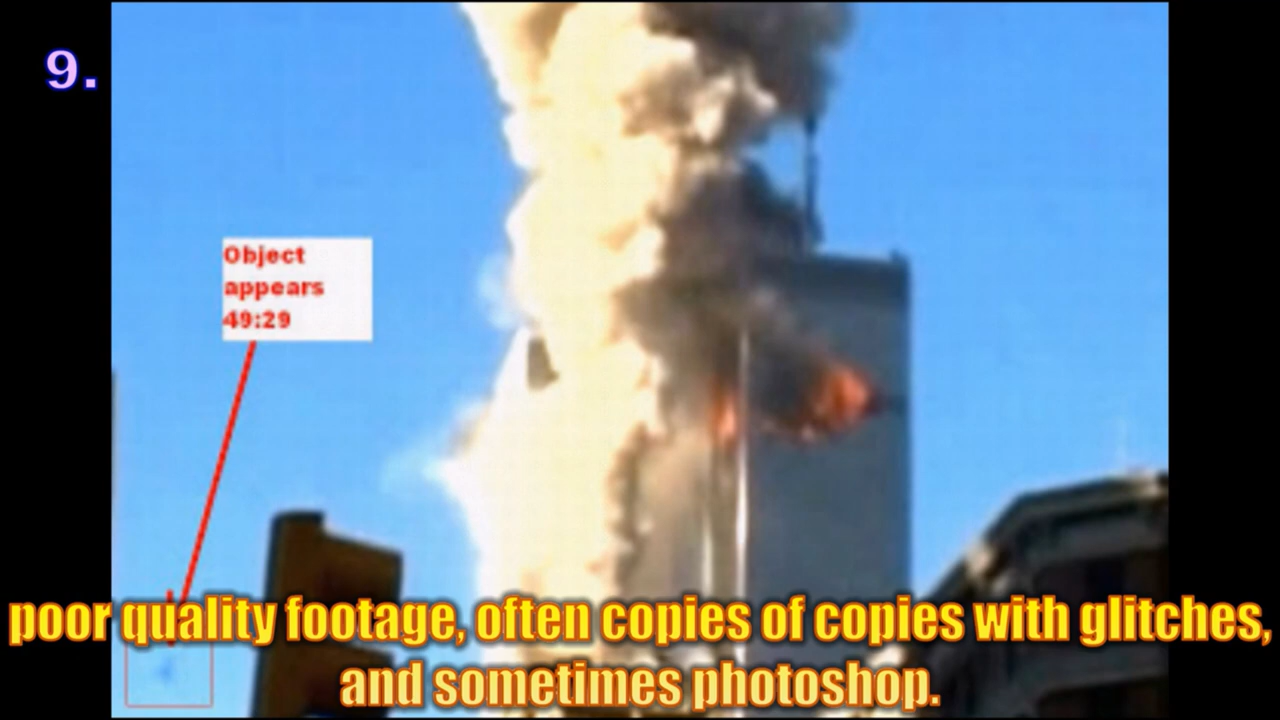 9.
Object
appears
49:29
poor quality footage, often copies of copies with glitches,
and sometimes photoshop.